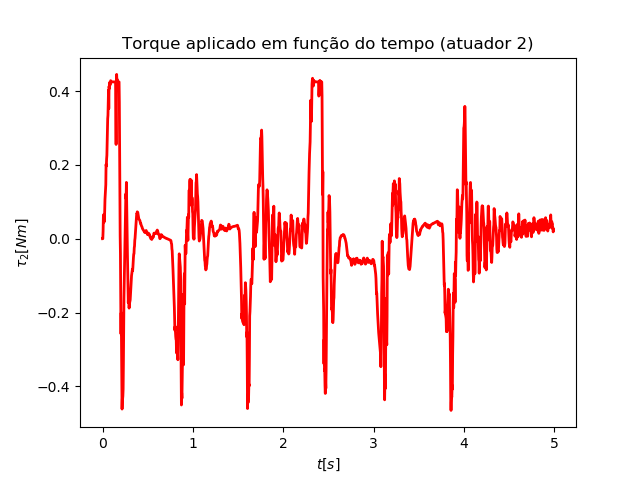 Torque aplicado em função do tempo (atuador 2)
0.4
0.2
0.0
−0.2
−0.4
τ₂[Nm]
0 1 2 3 4 5
t[s]